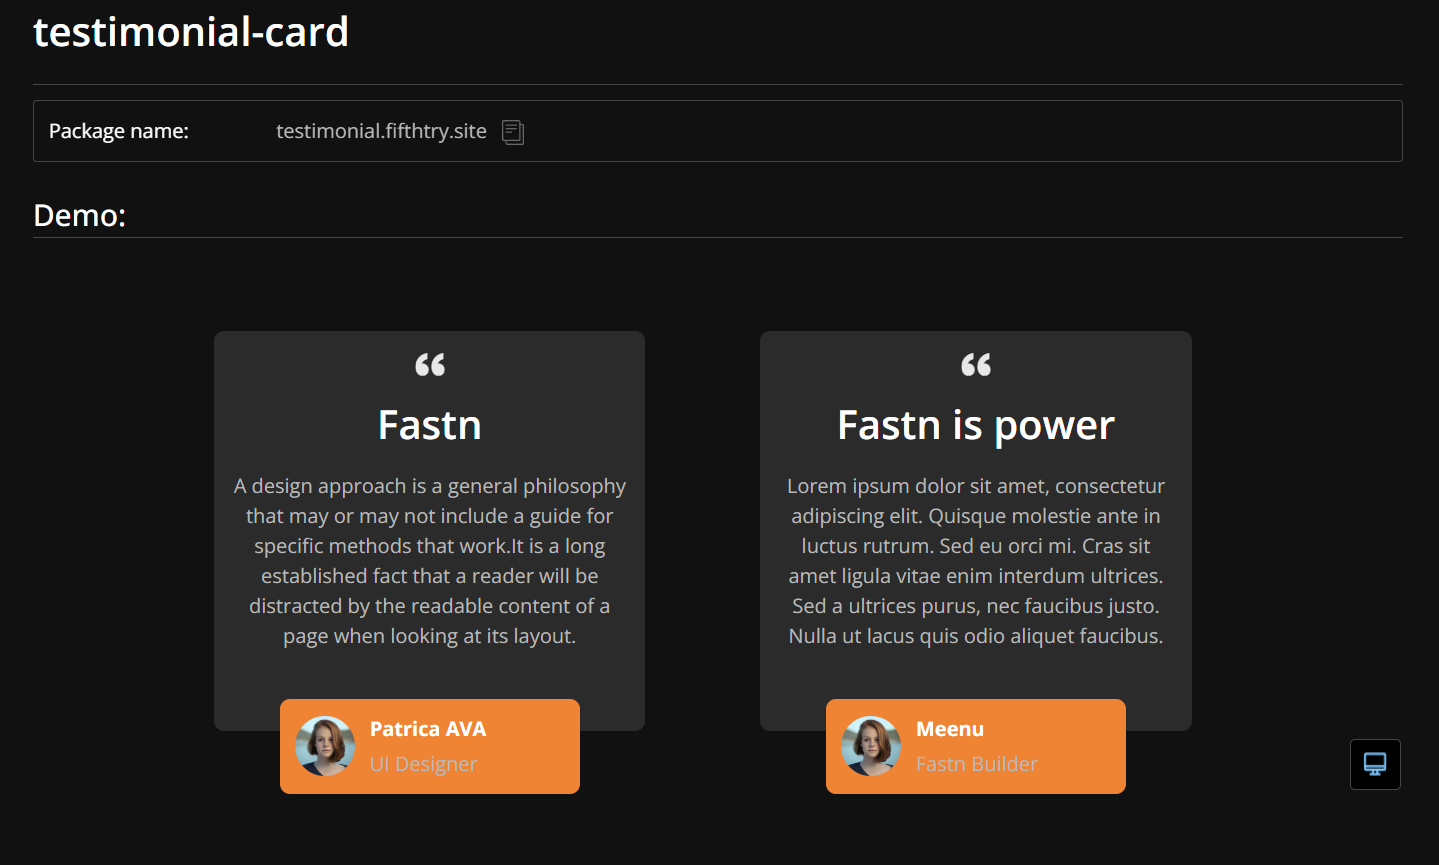 testimonial-card
Package name: testimonial.fifthtry.site
Demo:
“
Fastn
A design approach is a general philosophy
that may or may not include a guide for
specific methods that work.It is a long
established fact that a reader will be
distracted by the readable content of a
page when looking at its layout.
Patrica AVA
UI Designer
“
Fastn is power
Lorem ipsum dolor sit amet, consectetur
adipiscing elit. Quisque molestie ante in
luctus rutrum. Sed eu orci mi. Cras sit
amet ligula vitae enim interdum ultrices.
Sed a ultrices purus, nec faucibus justo.
Nulla ut lacus quis odio aliquet faucibus.
Meenu
Fastn Builder